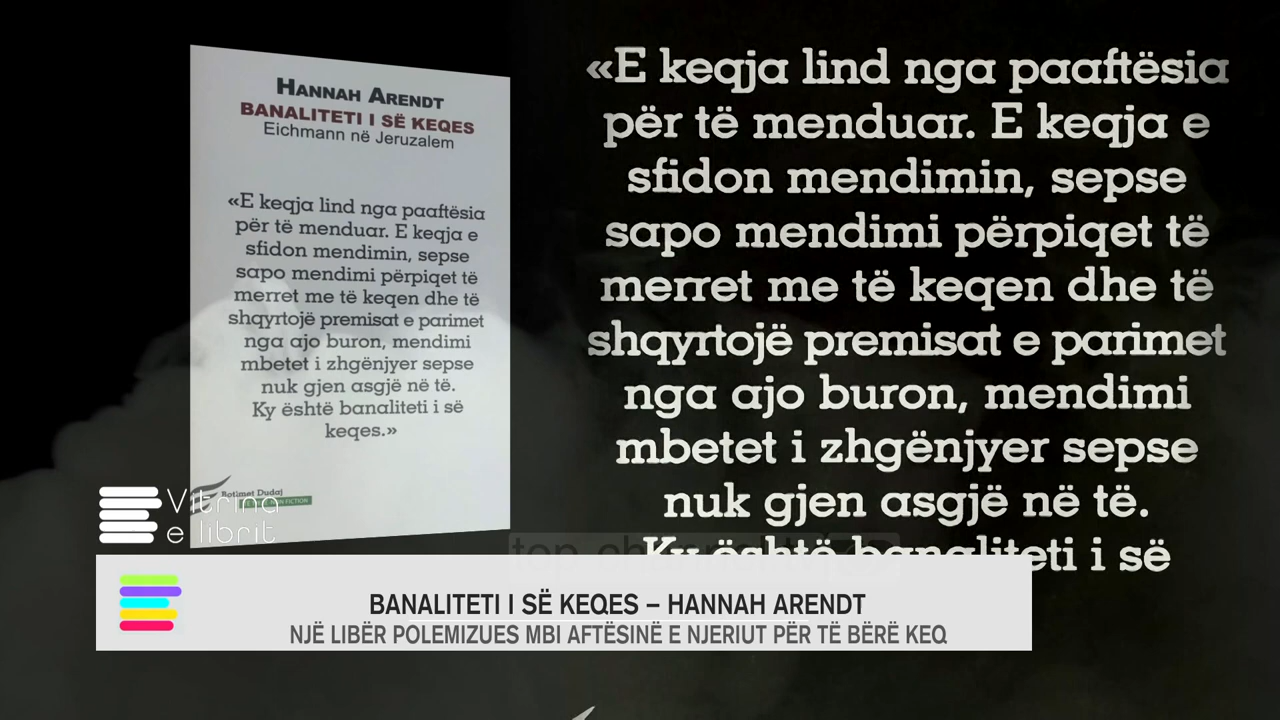 HANNAH ARENDT
BANALITETI I SË KEQES
Eichmann në Jeruzalem
«E keqja lind nga paaftësia
për të menduar. E keqja e
sfidon mendimin, sepse
sapo mendimi përpiqet të
merret me të keqen dhe të
shqyrtojë premisat e parimet
nga ajo buron, mendimi
mbetet i zhgënjyer sepse
nuk gjen asgjë në të.
Ky është banaliteti i së
keqes.»
Botimet Dudaj
FICTION
«E keqja lind nga paaftësia
për të menduar. E keqja e
sfidon mendimin, sepse
sapo mendimi përpiqet të
merret me të keqen dhe të
shqyrtojë premisat e parimet
nga ajo buron, mendimi
mbetet i zhgënjyer sepse
nuk gjen asgjë në të.
Ky është banaliteti i së
Vitrina
e librit
BANALITETI I SË KEQES – HANNAH ARENDT
NJË LIBËR POLEMIZUES MBI AFTËSINË E NJERIUT PËR TË BËRË KEQ